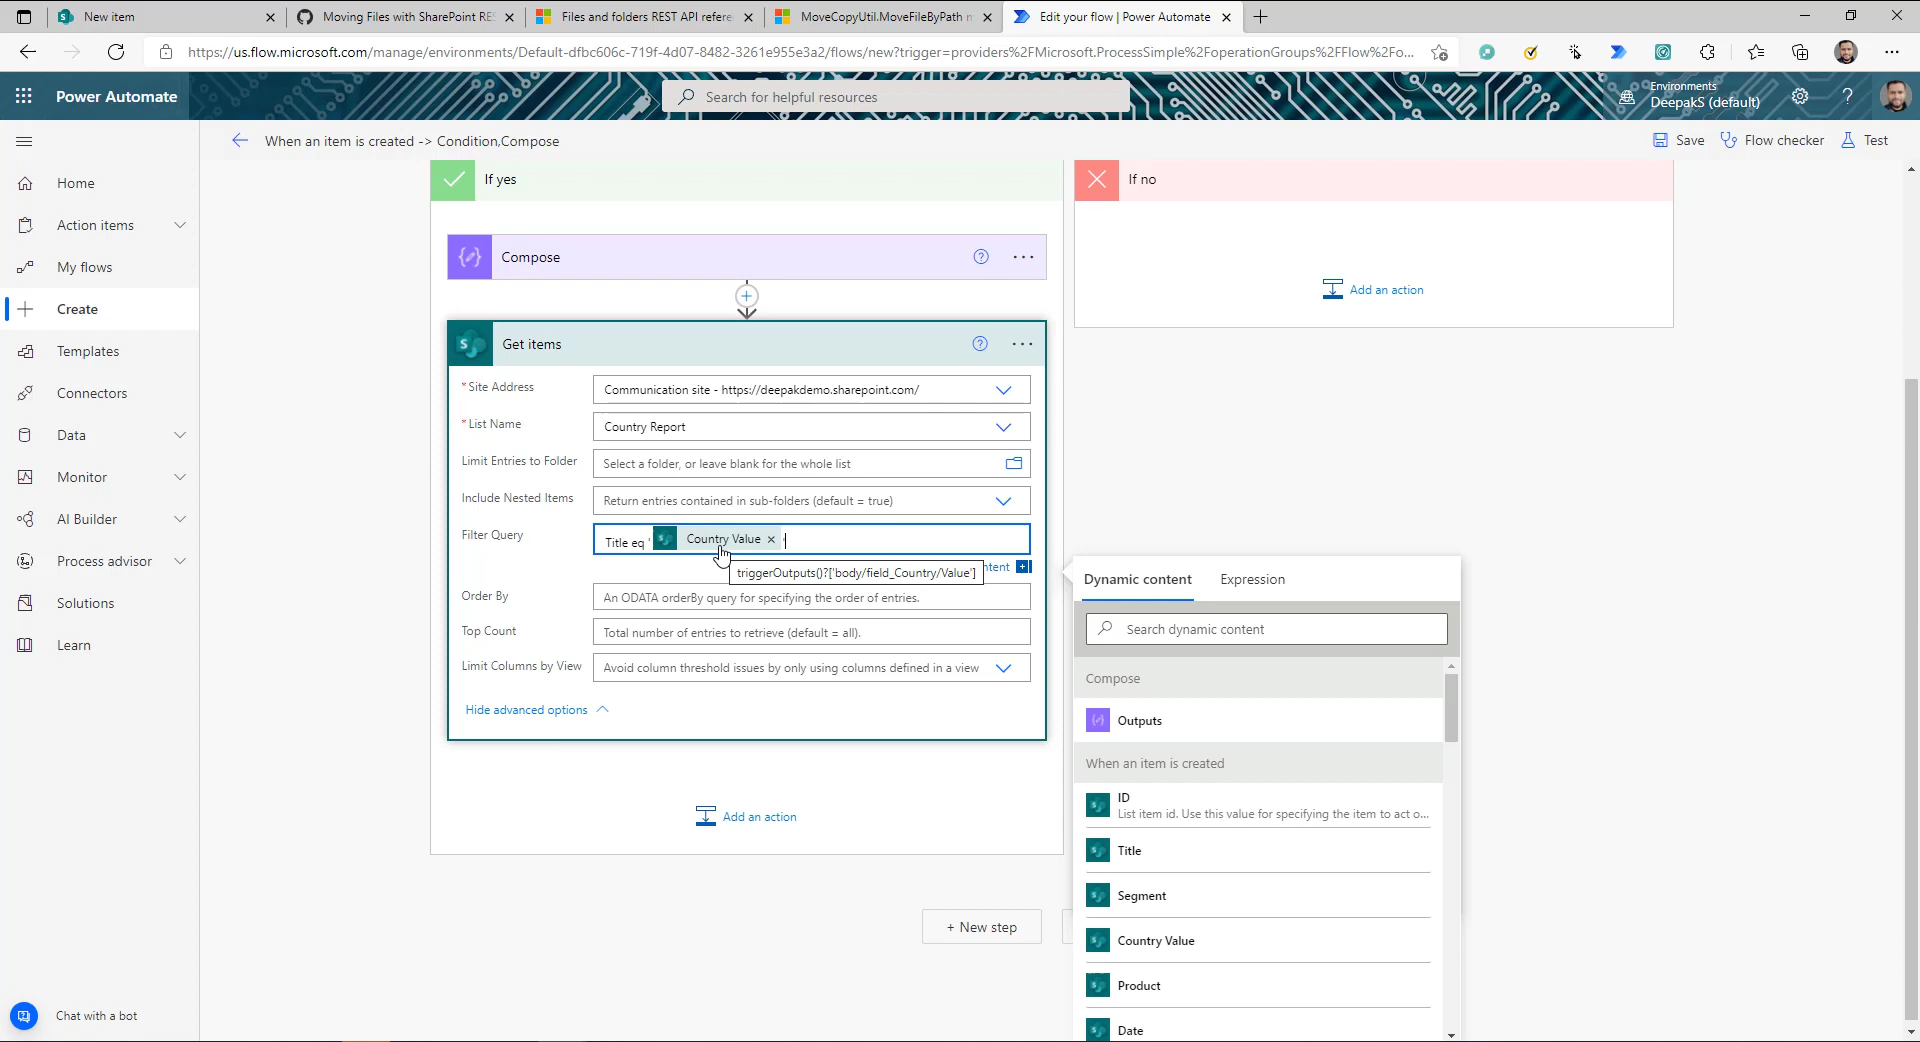 New item
Moving Files with SharePoint RES
Files and folders REST API refere
MoveCopyUtil.MoveFileByPath m
Edit your flow | Power Automate
https://us.flow.microsoft.com/manage/environments/Default-dfbc606c-719f-4d07-8482-3261e955e3a2/flows/new?trigger=providers%2FMicrosoft.ProcessSimple%2FoperationGroups%2FFlow%2Fo...
Power Automate
Search for helpful resources
Environments
DeepakS (default)
When an item is created -> Condition,Compose
Save
Flow checker
Test
Home
Action items
My flows
Create
Templates
Connectors
Data
Monitor
AI Builder
Process advisor
Solutions
Learn
Chat with a bot
If yes
Compose
Get items
* Site Address
Communication site - https://deepakdemo.sharepoint.com/
* List Name
Country Report
Limit Entries to Folder
Select a folder, or leave blank for the whole list
Include Nested Items
Return entries contained in sub-folders (default = true)
Filter Query
Title eq ' Country Value × '
triggerOutputs()?['body/field_Country/Value']
ntent
Order By
An ODATA orderBy query for specifying the order of entries.
Top Count
Total number of entries to retrieve (default = all).
Limit Columns by View
Avoid column threshold issues by only using columns defined in a view
Hide advanced options
Add an action
+ New step
If no
Add an action
Dynamic content
Expression
Search dynamic content
Compose
Outputs
When an item is created
ID
List item id. Use this value for specifying the item to act o...
Title
Segment
Country Value
Product
Date